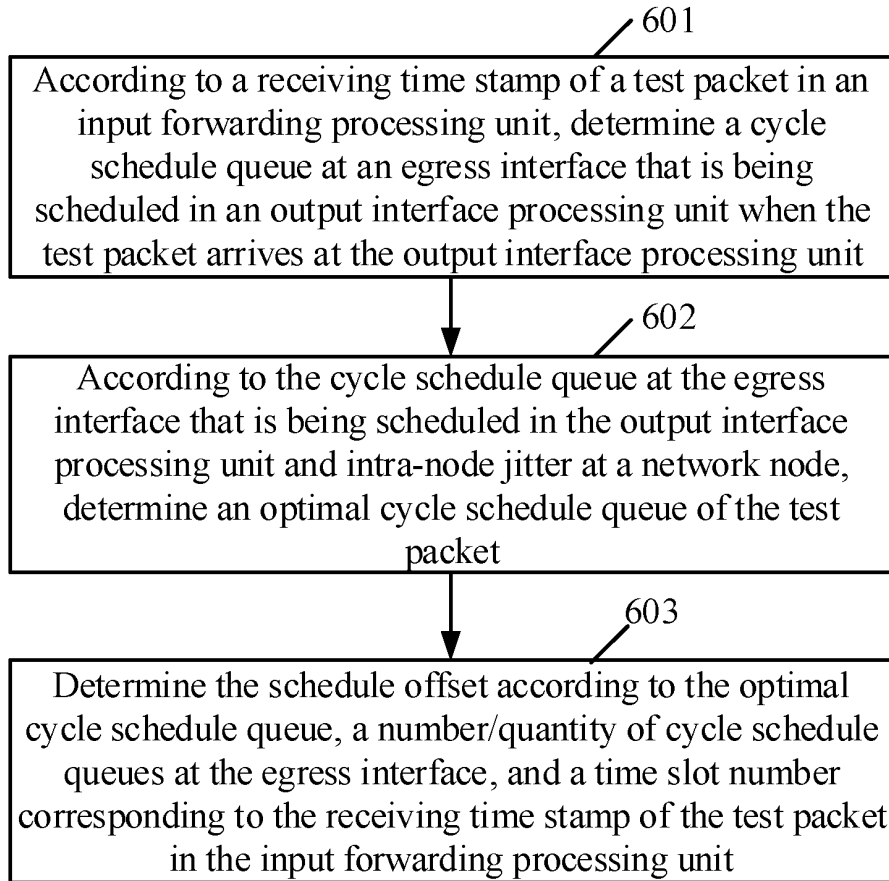 601
According to a receiving time stamp of a test packet in an
input forwarding processing unit, determine a cycle
schedule queue at an egress interface that is being
scheduled in an output interface processing unit when the
test packet arrives at the output interface processing unit
602
According to the cycle schedule queue at the egress
interface that is being scheduled in the output interface
processing unit and intra-node jitter at a network node,
determine an optimal cycle schedule queue of the test
packet
603
Determine the schedule offset according to the optimal
cycle schedule queue, a number/quantity of cycle schedule
queues at the egress interface, and a time slot number
corresponding to the receiving time stamp of the test packet
in the input forwarding processing unit